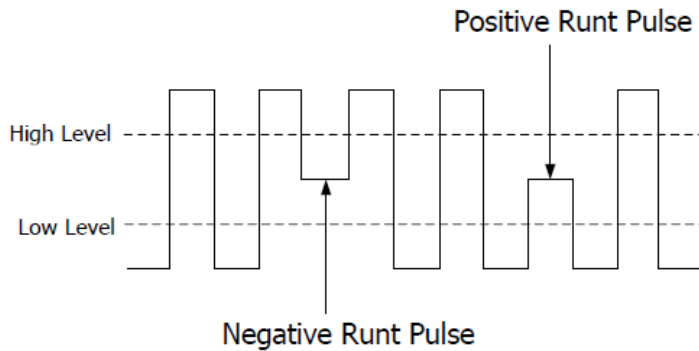 Positive Runt Pulse
High Level
Low Level
Negative Runt Pulse